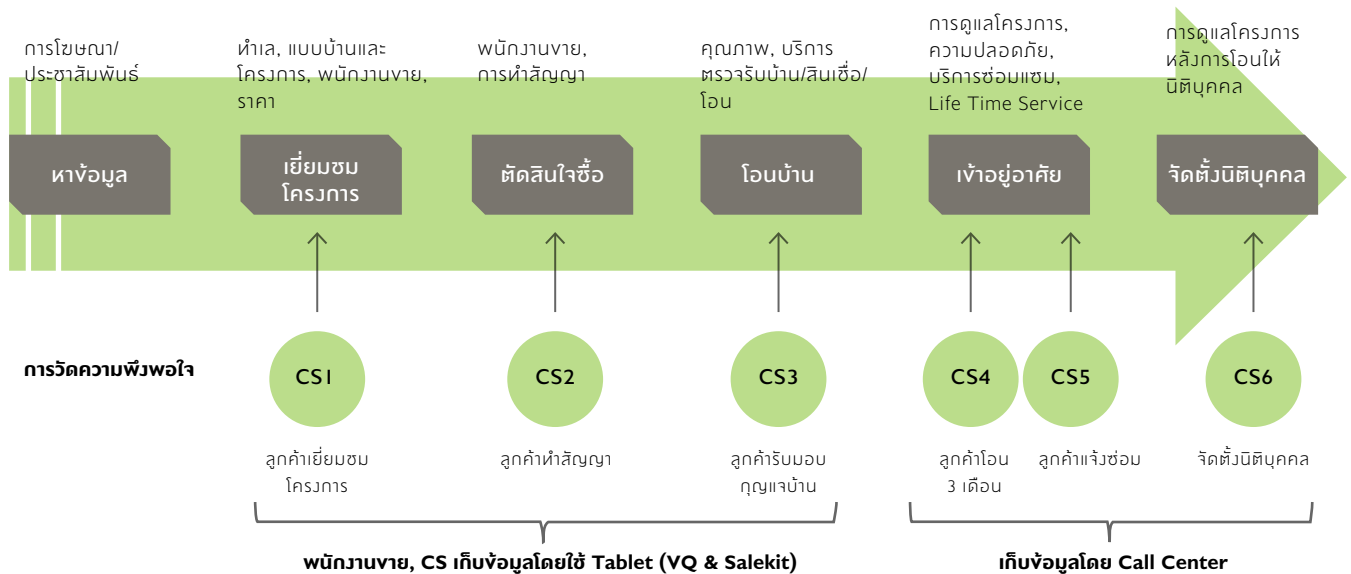 การโฆษณา/
ประชาสัมพันธ์
ทำเล, แบบบ้านและ
โครงการ, พนักงานขาย,
ราคา
พนักงานขาย,
การทำสัญญา
คุณภาพ, บริการ
ตรวจรับบ้าน/สินเชื่อ/
โอน
การดูแลโครงการ,
ความปลอดภัย,
บริการซ่อมแซม,
Life Time Service
การดูแลโครงการ
หลังการโอนให้
นิติบุคคล
หาข้อมูล
เยี่ยมชม
โครงการ
ตัดสินใจซื้อ
โอนบ้าน
เข้าอยู่อาศัย
จัดตั้งนิติบุคคล
การวัดความพึงพอใจ
CS1
CS2
CS3
CS4
CS5
CS6
ลูกค้าเยี่ยมชม
โครงการ
ลูกค้าทำสัญญา
ลูกค้ารับมอบ
กุญแจบ้าน
ลูกค้าโอน
3 เดือน
ลูกค้าแจ้งซ่อม
จัดตั้งนิติบุคคล
พนักงานขาย, CS เก็บข้อมูลโดยใช้ Tablet (VQ & Salekit)
เก็บข้อมูลโดย Call Center